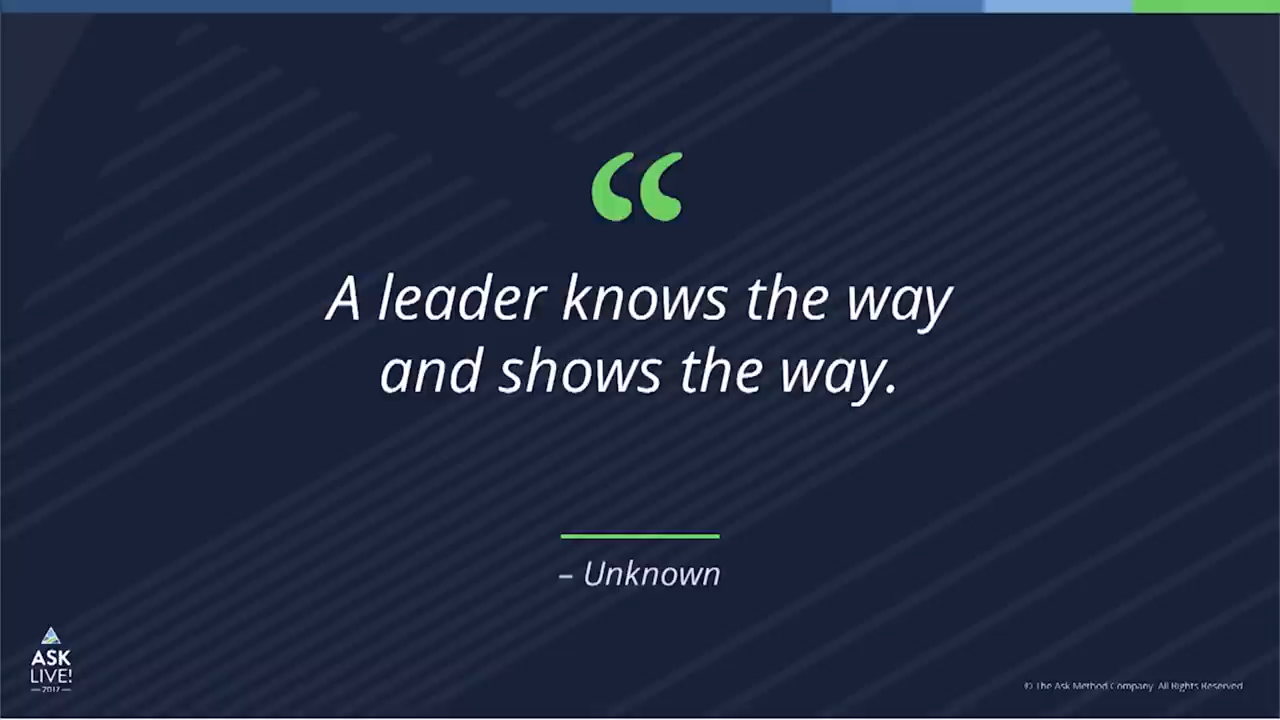 “
A leader knows the way
and shows the way.
– Unknown
ASK
LIVE!
—2017—
© The Ask Method Company. All Rights Reserved